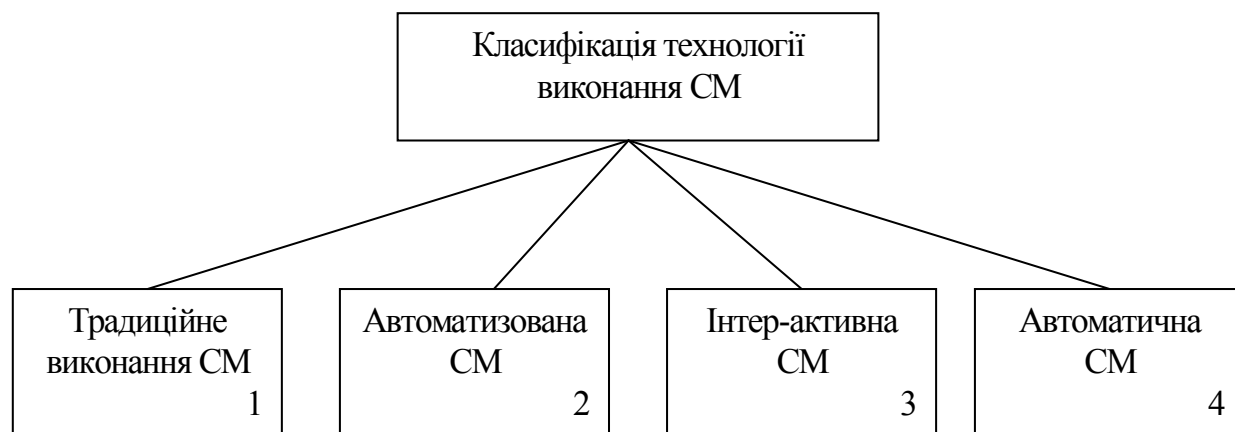 Класифікація технології
виконання СМ
Традиційне
виконання СМ
1
Автоматизована
СМ
2
Інтер-активна
СМ
3
Автоматична
СМ
4